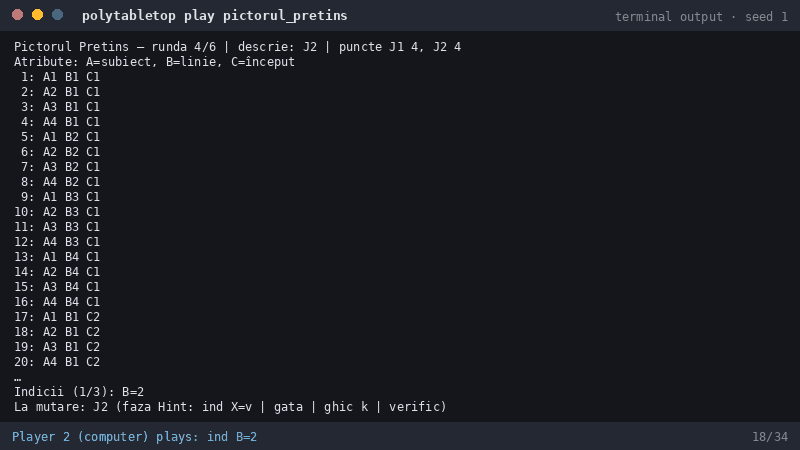 polytabletop play pictorul_pretins
terminal output · seed 1
Pictorul Pretins — runda 4/6 | descrie: J2 | puncte J1 4, J2 4
Atribute: A=subiect, B=linie, C=început
1: A1 B1 C1
2: A2 B1 C1
3: A3 B1 C1
4: A4 B1 C1
5: A1 B2 C1
6: A2 B2 C1
7: A3 B2 C1
8: A4 B2 C1
9: A1 B3 C1
10: A2 B3 C1
11: A3 B3 C1
12: A4 B3 C1
13: A1 B4 C1
14: A2 B4 C1
15: A3 B4 C1
16: A4 B4 C1
17: A1 B1 C2
18: A2 B1 C2
19: A3 B1 C2
20: A4 B1 C2
…
Indicii (1/3): B=2
La mutare: J2 (faza Hint: ind X=v | gata | ghic k | verific)
Player 2 (computer) plays: ind B=2
18/34